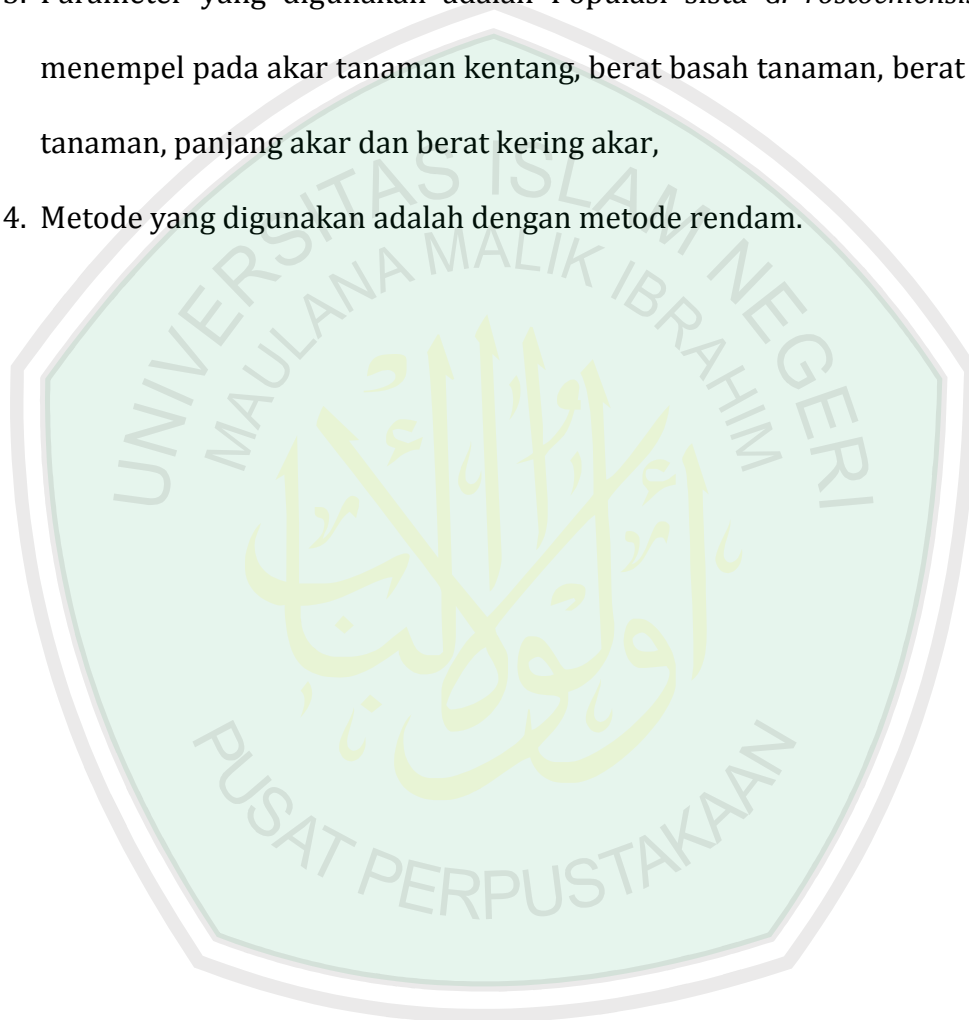 3. Parameter yang digunakan adalah Populasi sista G. rostochiensis
menempel pada akar tanaman kentang, berat basah tanaman, berat
tanaman, panjang akar dan berat kering akar,
4. Metode yang digunakan adalah dengan metode rendam.
UNIVERSITAS ISLAM NEGERI
MAULANA MALIK IBRAHIM
PUSAT PERPUSTAKAAN